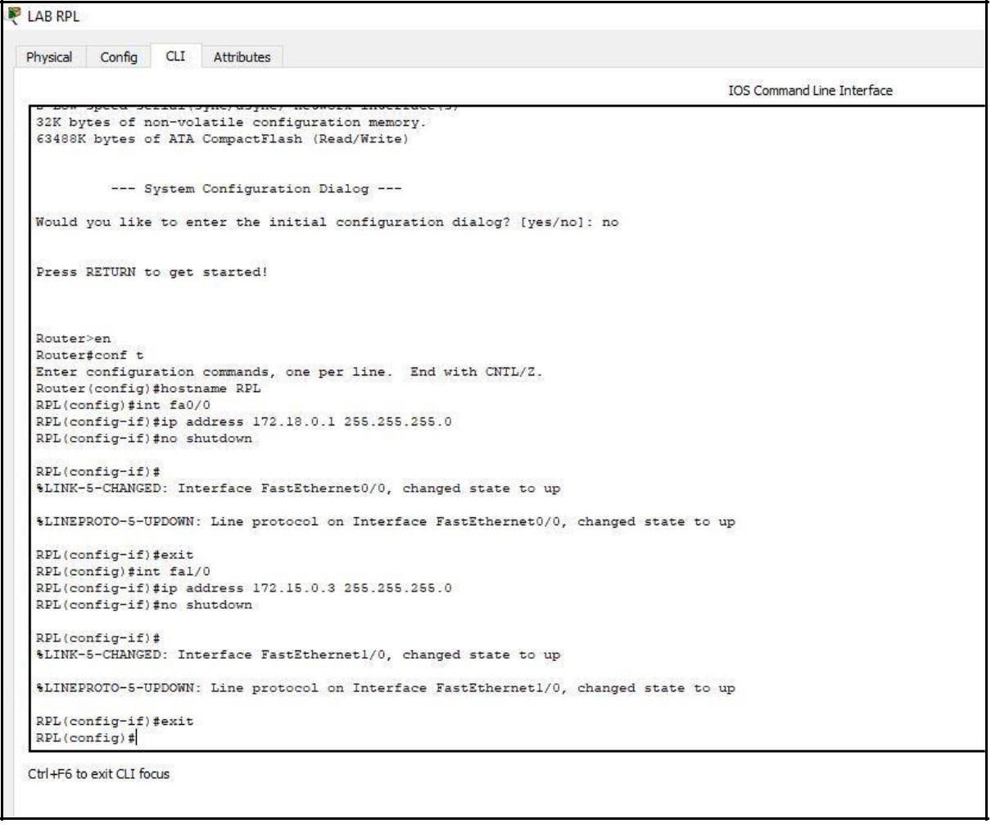 LAB RPL
Physical Config CLI Attributes
IOS Command Line Interface
2 Low-speed serial(sync/async) network interface(s)
32K bytes of non-volatile configuration memory.
63488K bytes of ATA CompactFlash (Read/Write)
--- System Configuration Dialog ---
Would you like to enter the initial configuration dialog? [yes/no]: no
Press RETURN to get started!
Router>en
Router#conf t
Enter configuration commands, one per line.  End with CNTL/Z.
Router(config)#hostname RPL
RPL(config)#int fa0/0
RPL(config-if)#ip address 172.18.0.1 255.255.255.0
RPL(config-if)#no shutdown
RPL(config-if)#
%LINK-5-CHANGED: Interface FastEthernet0/0, changed state to up
%LINEPROTO-5-UPDOWN: Line protocol on Interface FastEthernet0/0, changed state to up
RPL(config-if)#exit
RPL(config)#int fa1/0
RPL(config-if)#ip address 172.15.0.3 255.255.255.0
RPL(config-if)#no shutdown
RPL(config-if)#
%LINK-5-CHANGED: Interface FastEthernet1/0, changed state to up
%LINEPROTO-5-UPDOWN: Line protocol on Interface FastEthernet1/0, changed state to up
RPL(config-if)#exit
RPL(config)#
Ctrl+F6 to exit CLI focus